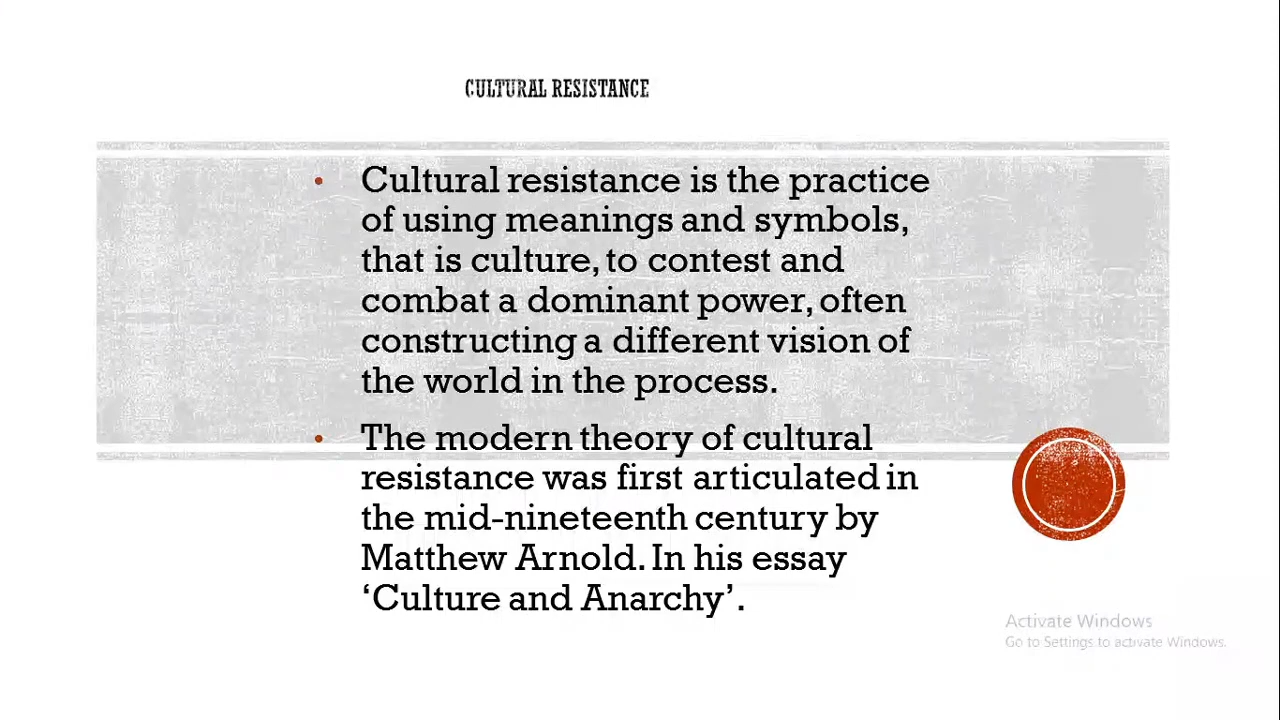 CULTURAL RESISTANCE
• Cultural resistance is the practice
of using meanings and symbols,
that is culture, to contest and
combat a dominant power, often
constructing a different vision of
the world in the process.
• The modern theory of cultural
resistance was first articulated in
the mid-nineteenth century by
Matthew Arnold. In his essay
‘Culture and Anarchy’.
Activate Windows
Go to Settings to activate Windows.